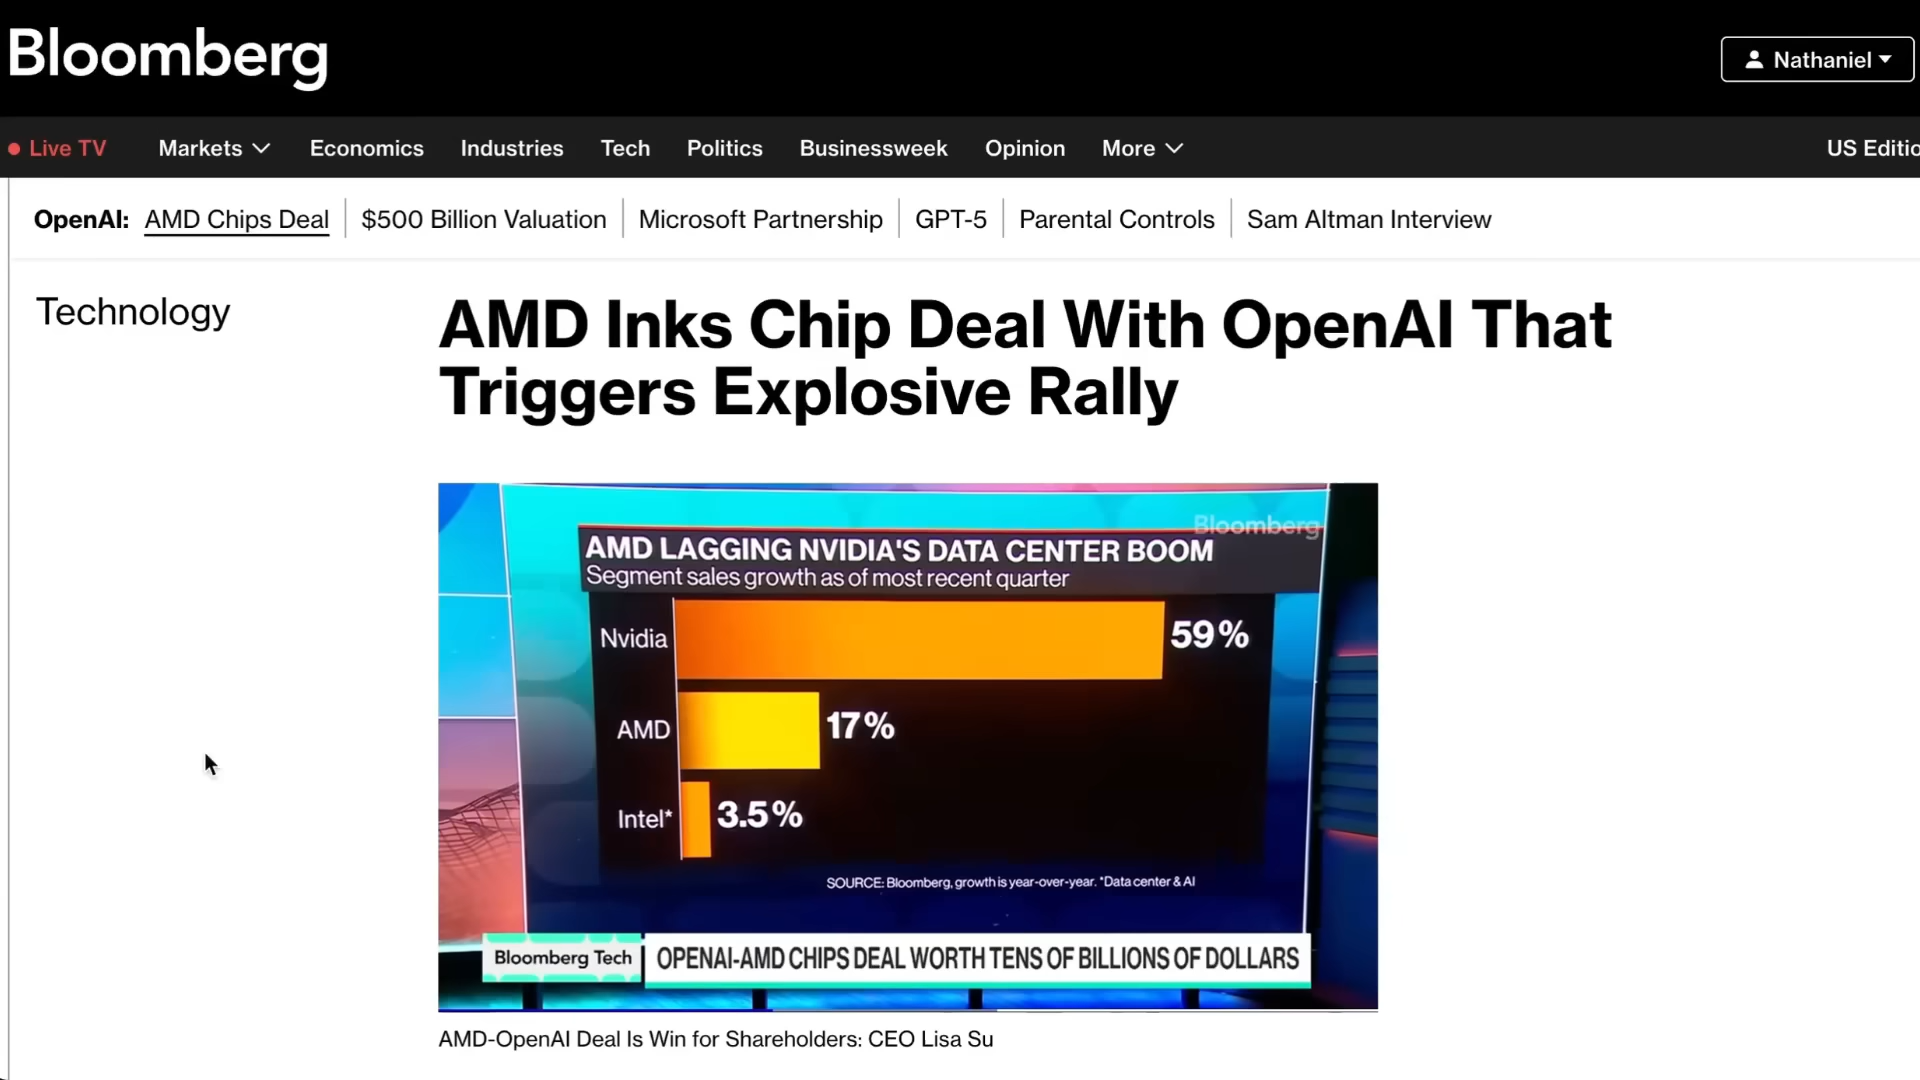 Bloomberg
Nathaniel
Live TV
Markets
Economics
Industries
Tech
Politics
Businessweek
Opinion
More
US Editio
OpenAI: AMD Chips Deal
$500 Billion Valuation
Microsoft Partnership
GPT-5
Parental Controls
Sam Altman Interview
Technology
AMD Inks Chip Deal With OpenAI That
Triggers Explosive Rally
Bloomberg
AMD LAGGING NVIDIA'S DATA CENTER BOOM
Segment sales growth as of most recent quarter
Nvidia 59%
AMD 17%
Intel* 3.5%
SOURCE: Bloomberg, growth is year-over-year. *Data center & AI
Bloomberg Tech
OPENAI-AMD CHIPS DEAL WORTH TENS OF BILLIONS OF DOLLARS
AMD-OpenAI Deal Is Win for Shareholders: CEO Lisa Su